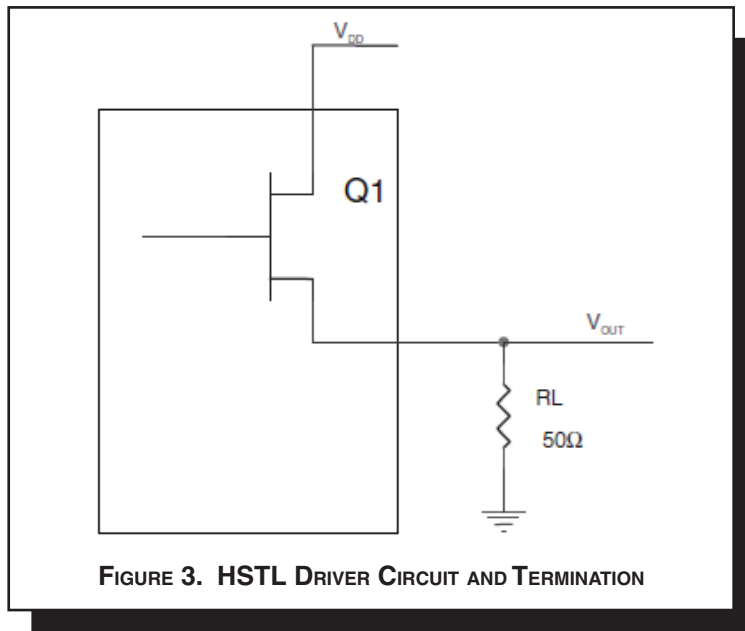 VDD
Q1
VOUT
RL
50Ω
FIGURE 3. HSTL DRIVER CIRCUIT AND TERMINATION